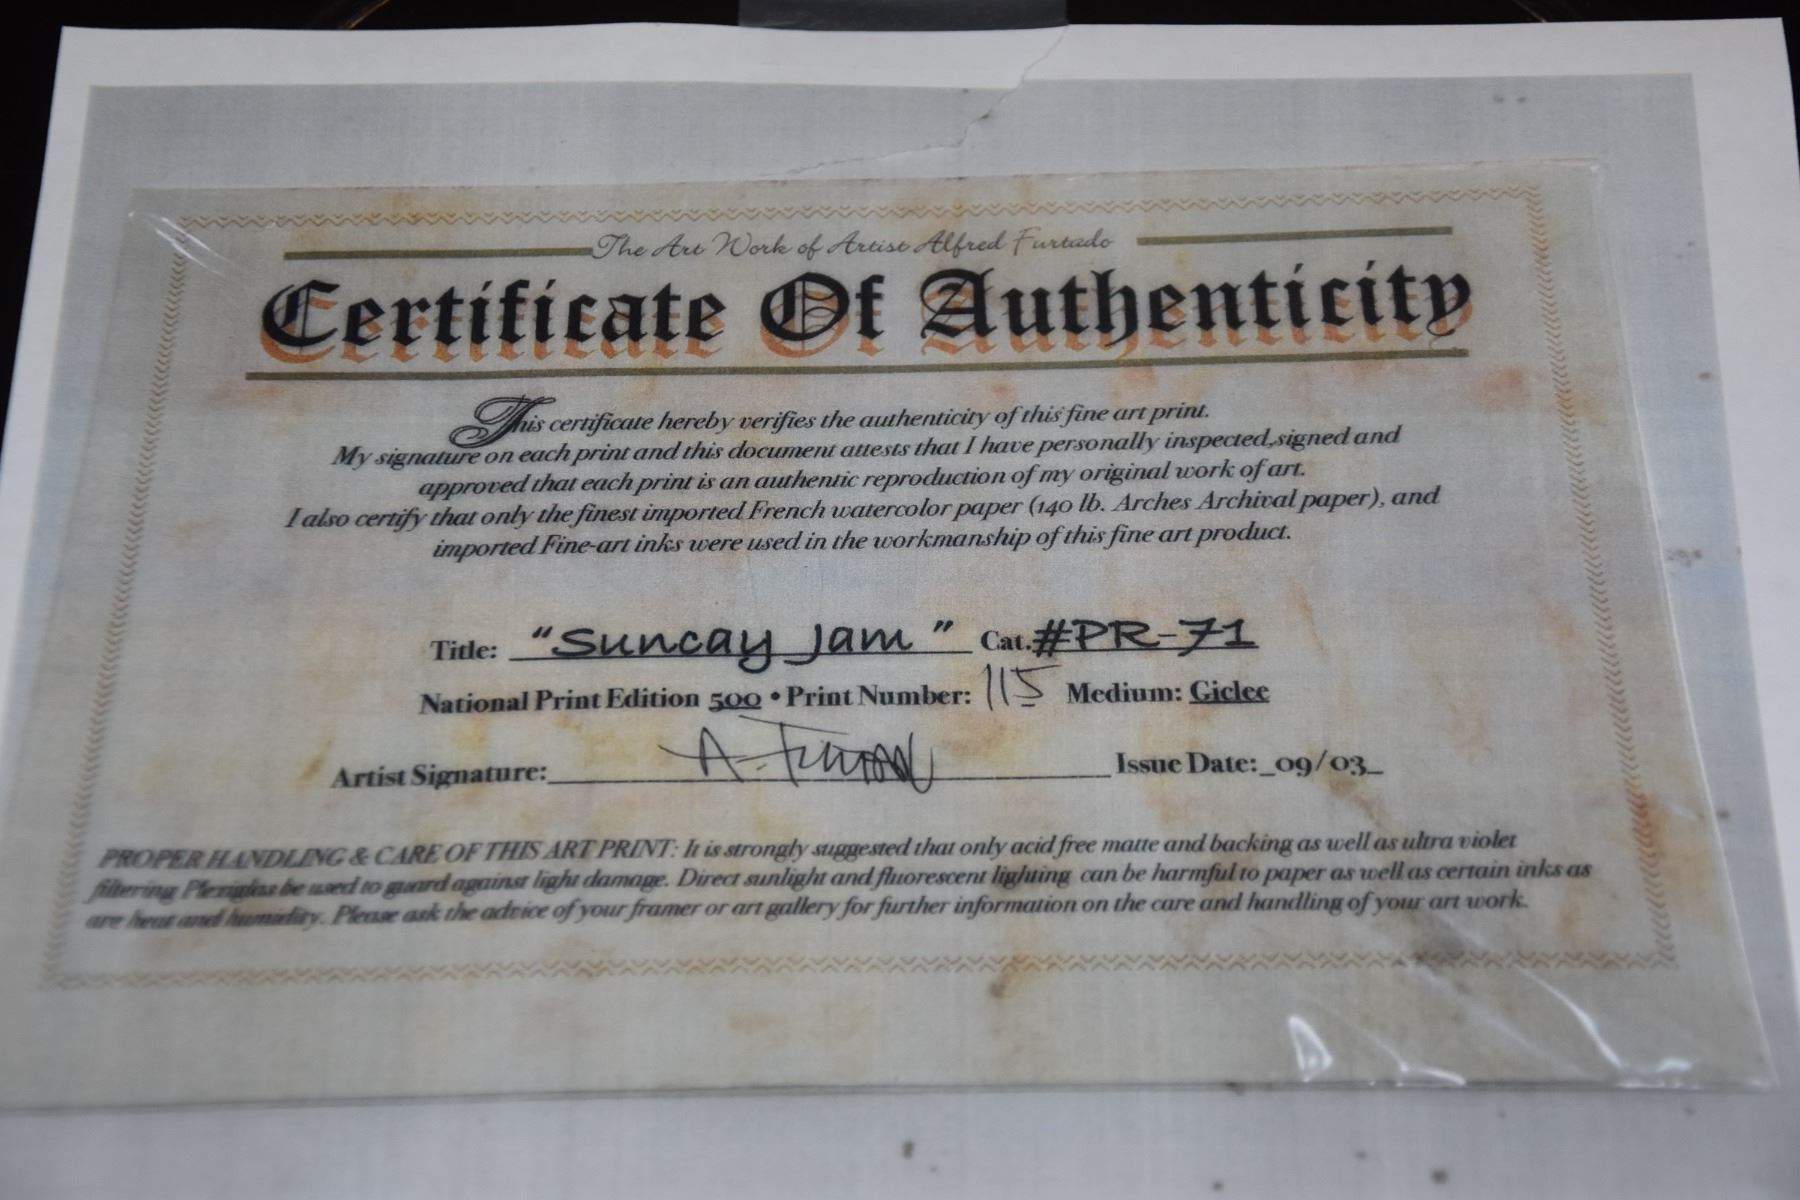 The Art Work of Artist Alfred Furtado
Certificate Of Authenticity
This certificate hereby verifies the authenticity of this fine art print.
My signature on each print and this document attests that I have personally inspected,signed and
approved that each print is an authentic reproduction of my original work of art.
I also certify that only the finest imported French watercolor paper (140 lb. Arches Archival paper), and
imported Fine-art inks were used in the workmanship of this fine art product.
Title: "Suncay Jam" Cat.#PR-71
National Print Edition 500 • Print Number: 115 Medium: Giclee
Artist Signature: A. Furtado Issue Date:_09/03_
PROPER HANDLING & CARE OF THIS ART PRINT: It is strongly suggested that only acid free matte and backing as well as ultra violet
filtering Plexiglas be used to guard against light damage. Direct sunlight and fluorescent lighting can be harmful to paper as well as certain inks as
are heat and humidity. Please ask the advice of your framer or art gallery for further information on the care and handling of your art work.